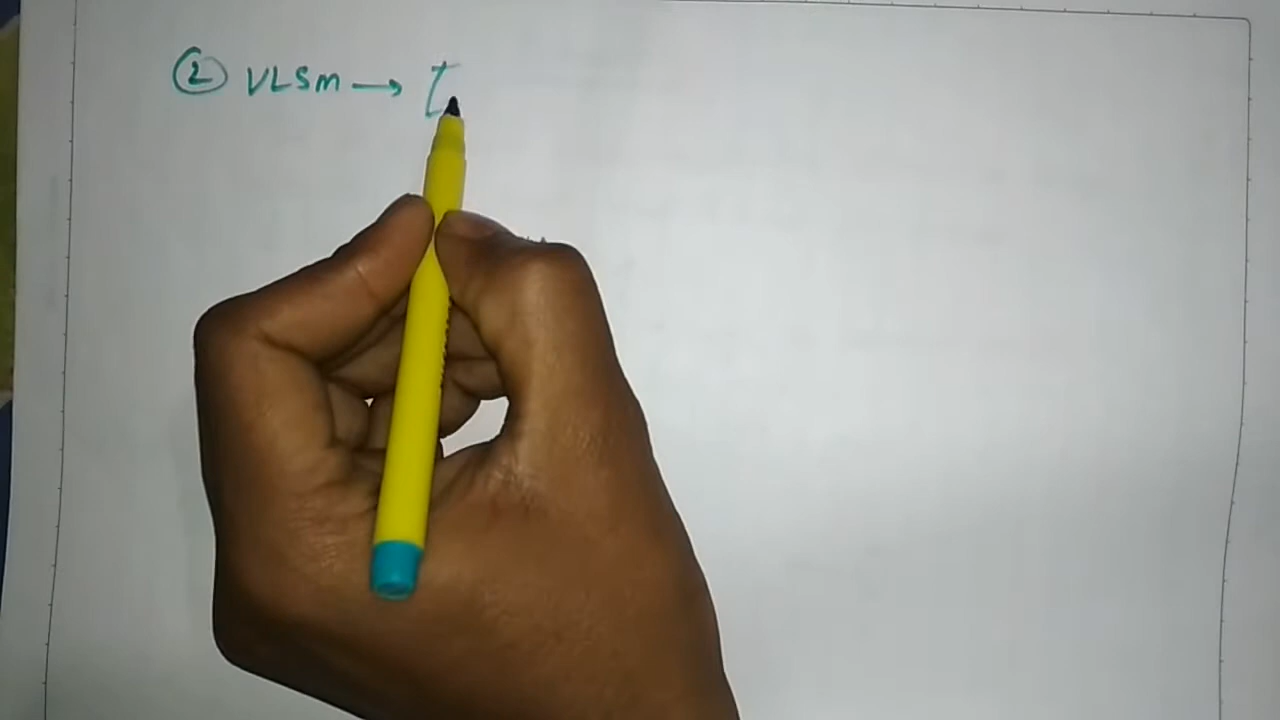 ② VLSM → [